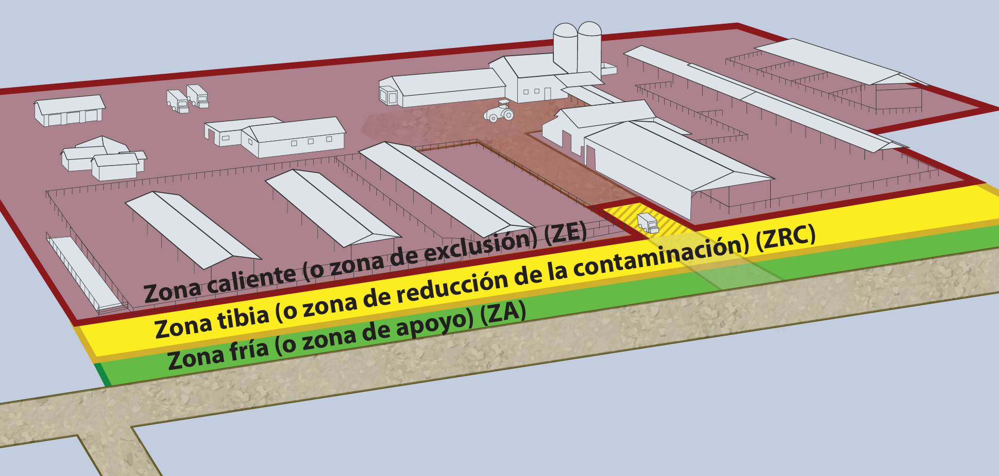 Zona caliente (o zona de exclusión) (ZE)
Zona tibia (o zona de reducción de la contaminación) (ZRC)
Zona fría (o zona de apoyo) (ZA)